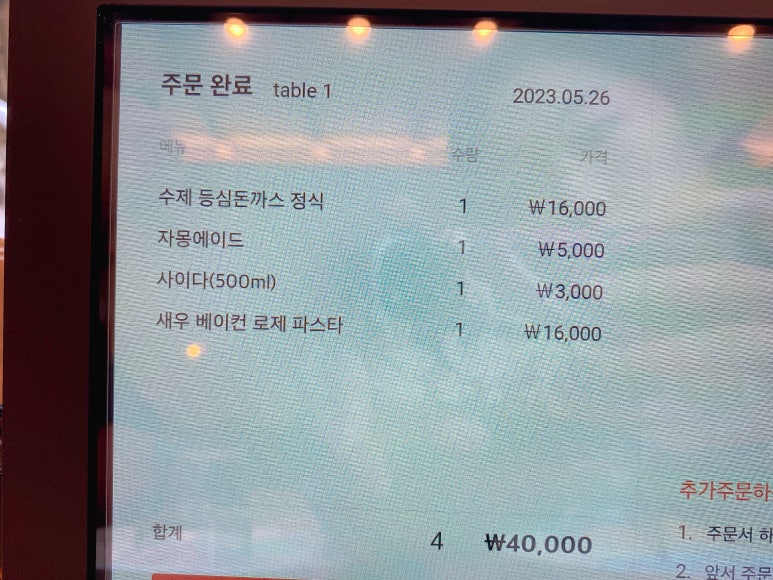 주문 완료 table 1 2023.05.26
메뉴 수량 가격
수제 등심돈까스 정식 1 ₩16,000
자몽에이드 1 ₩5,000
사이다(500ml) 1 ₩3,000
새우 베이컨 로제 파스타 1 ₩16,000
합계 4 ₩40,000
추가주문하
1. 주문서 하
2. 앞서 주문